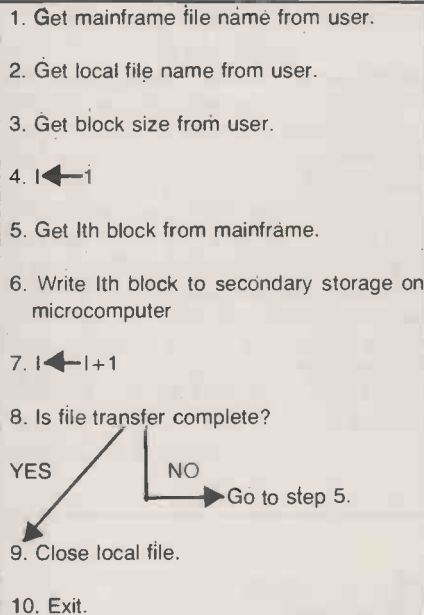 1. Get mainframe file name from user.
2. Get local file name from user.
3. Get block size from user.
4. I ← 1
5. Get Ith block from mainframe.
6. Write Ith block to secondary storage on
microcomputer
7. I ← I+1
8. Is file transfer complete?
YES NO
Go to step 5.
9. Close local file.
10. Exit.